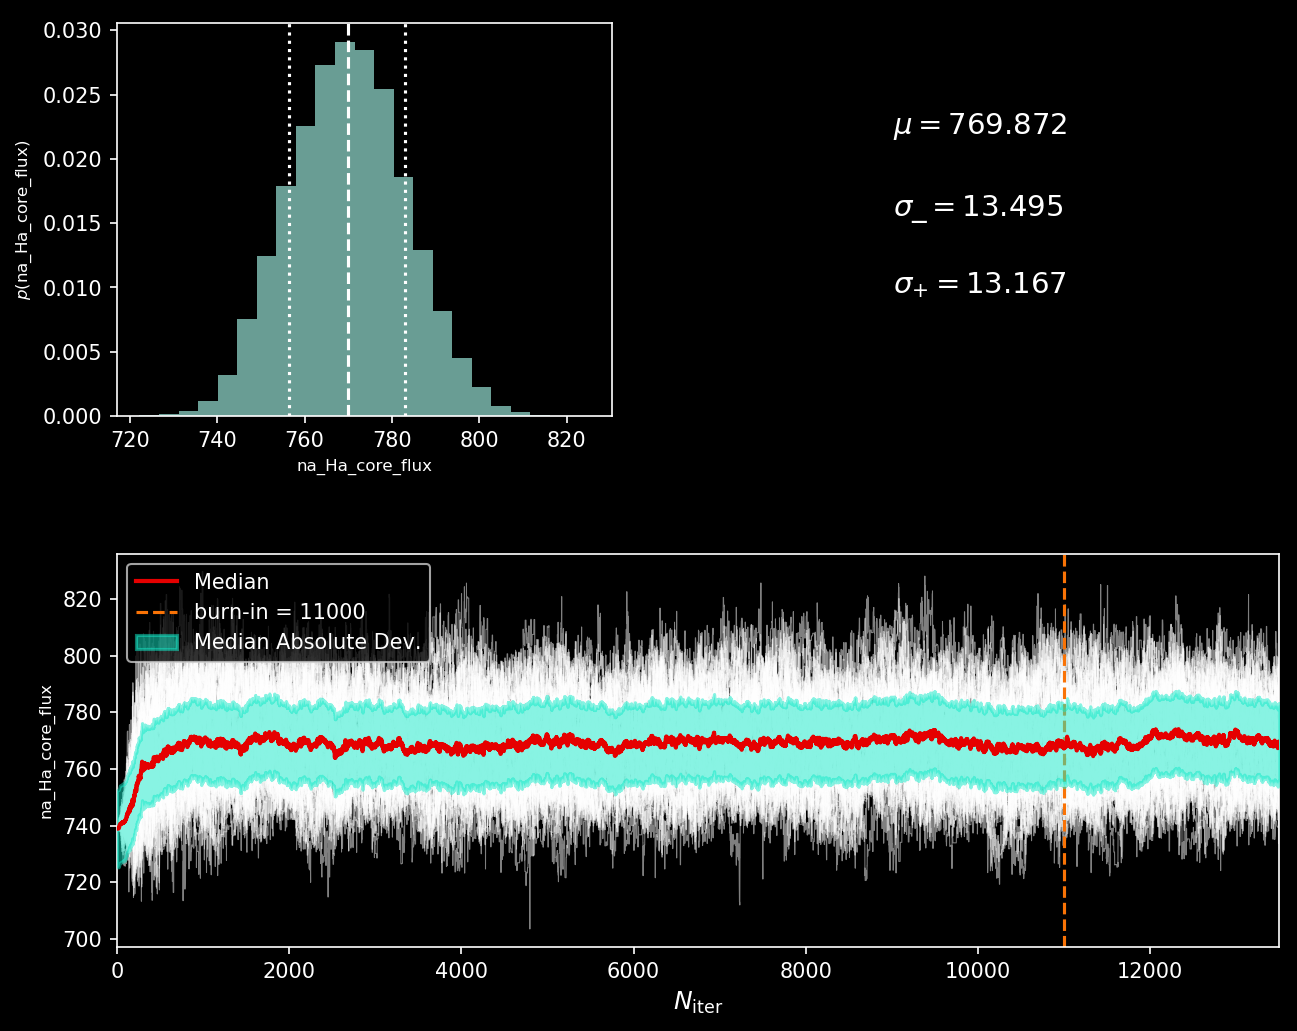 0.030
0.025
0.020
0.015
0.010
0.005
0.000
p(na_Ha_core_flux)
720 740 760 780 800 820
na_Ha_core_flux
μ = 769.872
σ_ = 13.495
σ+ = 13.167
Median
burn-in = 11000
Median Absolute Dev.
820
800
780
760
740
720
700
na_Ha_core_flux
0 2000 4000 6000 8000 10000 12000
Niter